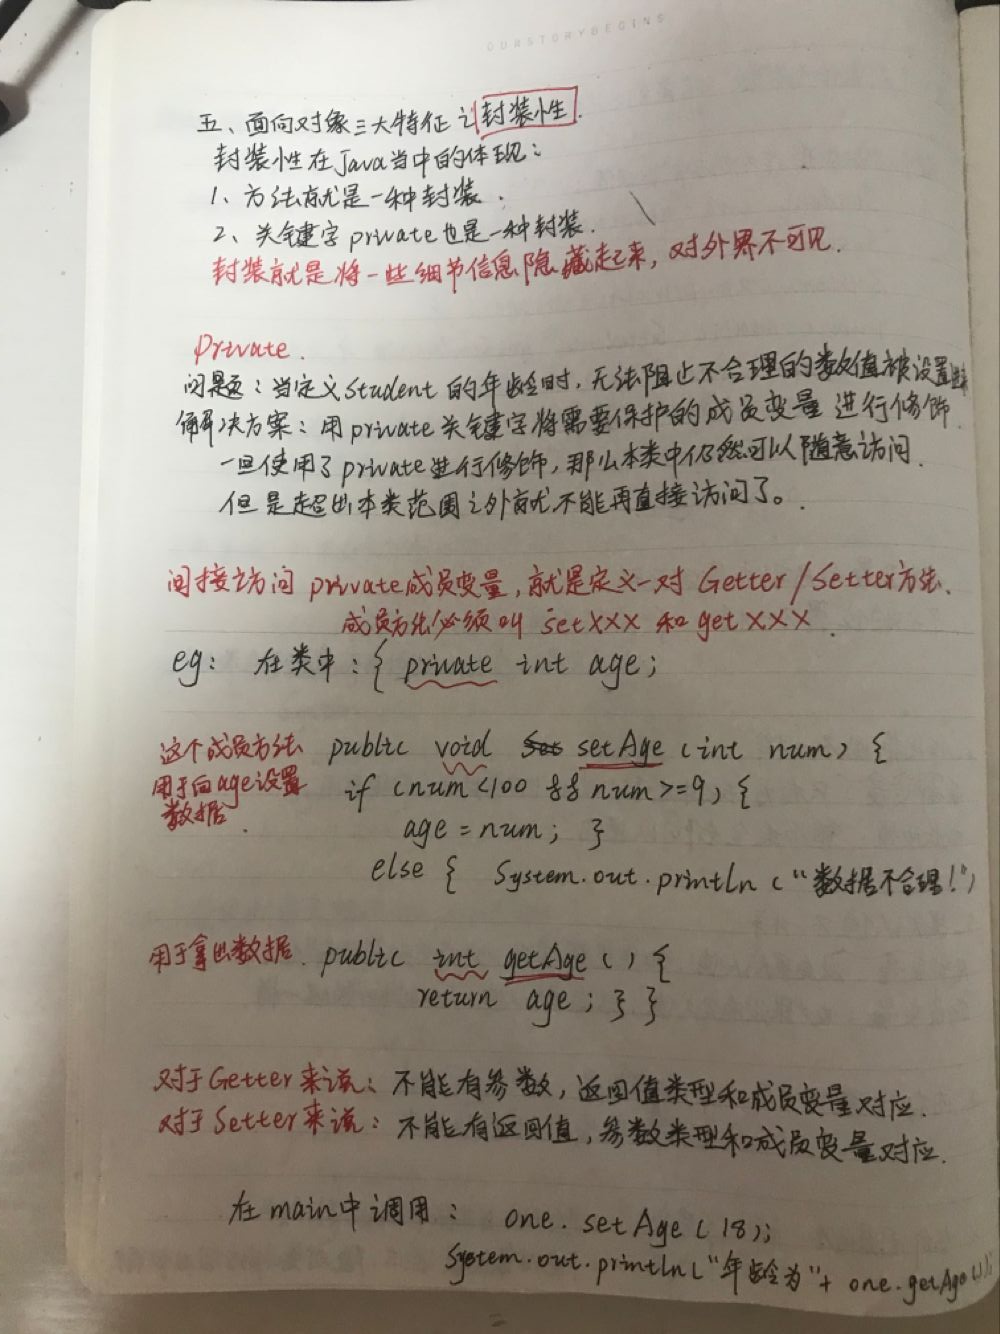 OURSTORYBEGINS
五、面向对象三大特征之封装性.
封装性在Java当中的体现：
1、方法就是一种封装.
2、关键字private也是一种封装.
封装就是将一些细节信息隐藏起来，对外界不可见.
Private.
问题：当定义Student的年龄时，无法阻止不合理的数值被设置进来
解决方案：用private关键字将需要保护的成员变量进行修饰.
一旦使用了private进行修饰，那么本类中仍然可以随意访问.
但是超出本类范围之外就不能再直接访问了。
间接访问private成员变量，就是定义一对Getter/Setter方法.
成员方法必须叫setXXX和getXXX.
eg: 在类中：{ private int age;
这个成员方法 public void setAge (int num) {
用于向age设置 if (num<100 && num>=9) {
数据. age = num; }
else { System.out.println ("数据不合理!")
用于拿出数据. public int getAge () {
return age; } }
对于Getter来说：不能有参数，返回值类型和成员变量对应.
对于Setter来说：不能有返回值，参数类型和成员变量对应.
在main中调用： one.setAge (18);
System.out.println("年龄为"+ one.getAge());